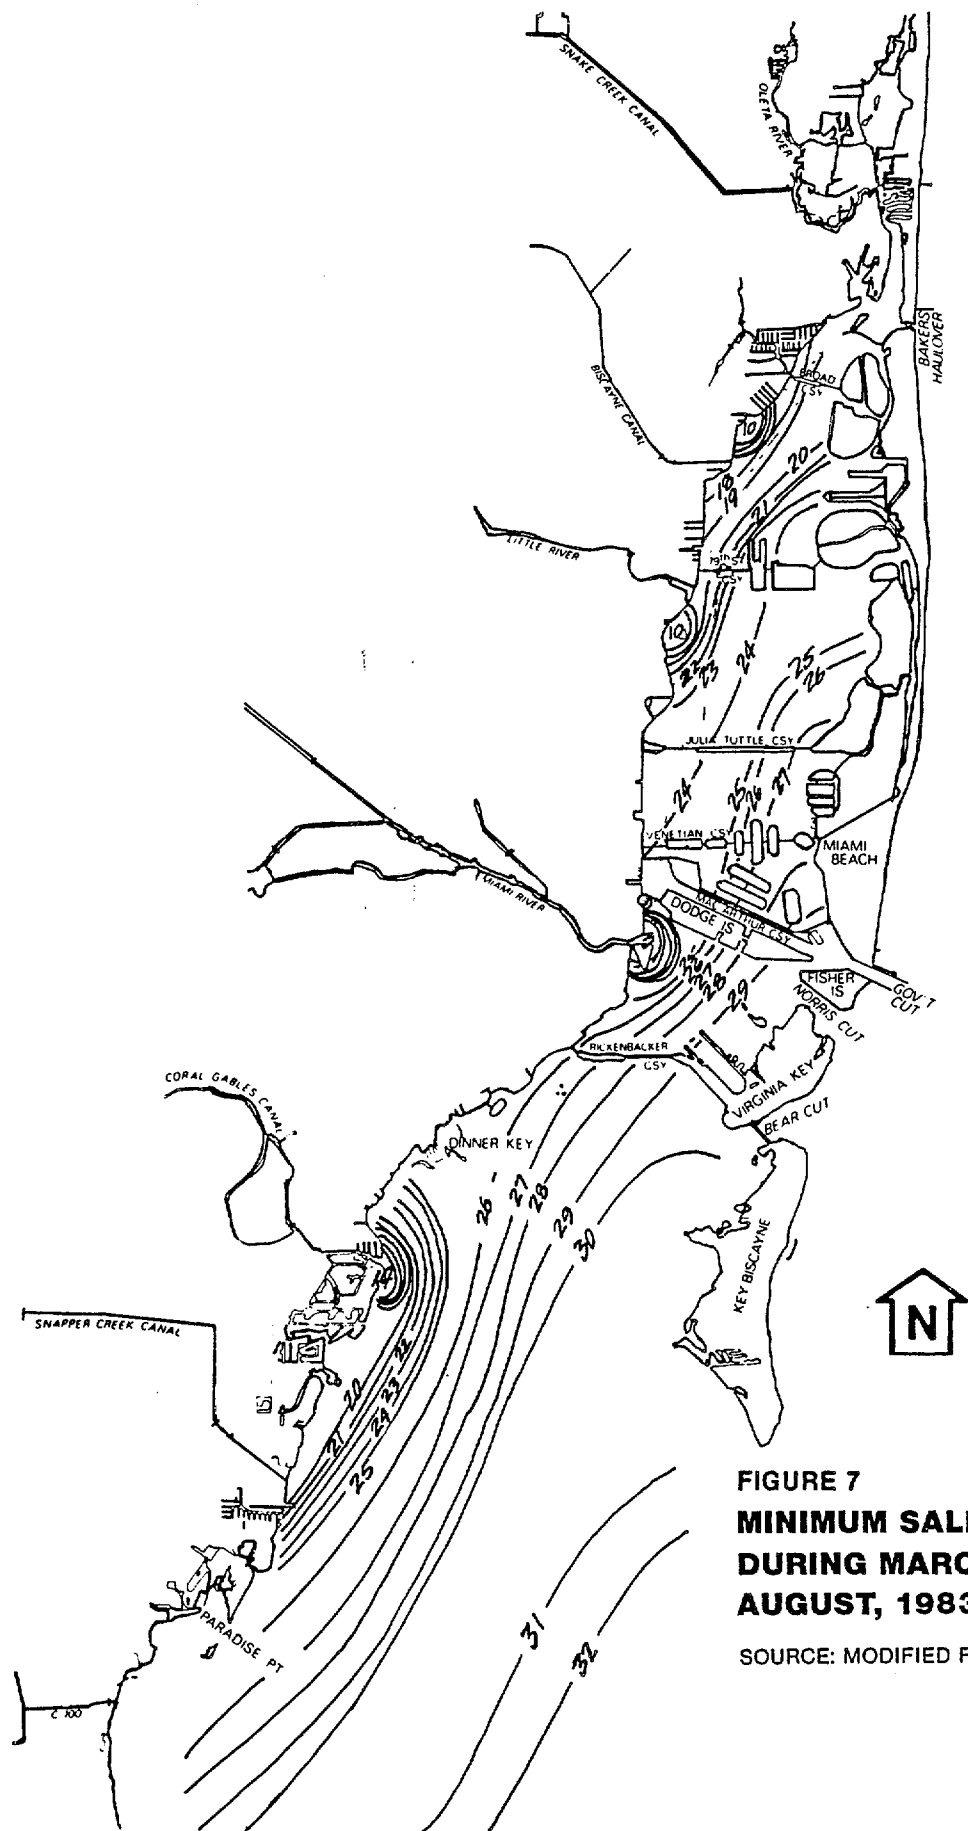 SNAKE CREEK CANAL
OLETA RIVER
BAKERS
HAULOVER
BISCAYNE CANAL
BROAD
CSY
10
20
18
19
21
LITTLE RIVER
79th ST
CSY
10
22
23
24
25
26
JULIA TUTTLE CSY
24
25
26
27
VENETIAN CSY
MIAMI
BEACH
MIAMI RIVER
MAC ARTHUR CSY
DODGE IS
27
28
29
FISHER
IS
GOV'T
CUT
NORRIS CUT
RICKENBACKER
CSY
VIRGINIA KEY
BEAR CUT
CORAL GABLES CANAL
DINNER KEY
26
27
28
29
30
KEY BISCAYNE
N
SNAPPER CREEK CANAL
22
20
23
24
21
25
FIGURE 7
MINIMUM SALI
DURING MARC
AUGUST, 1983
SOURCE: MODIFIED F
31
32
PARADISE PT
C 100